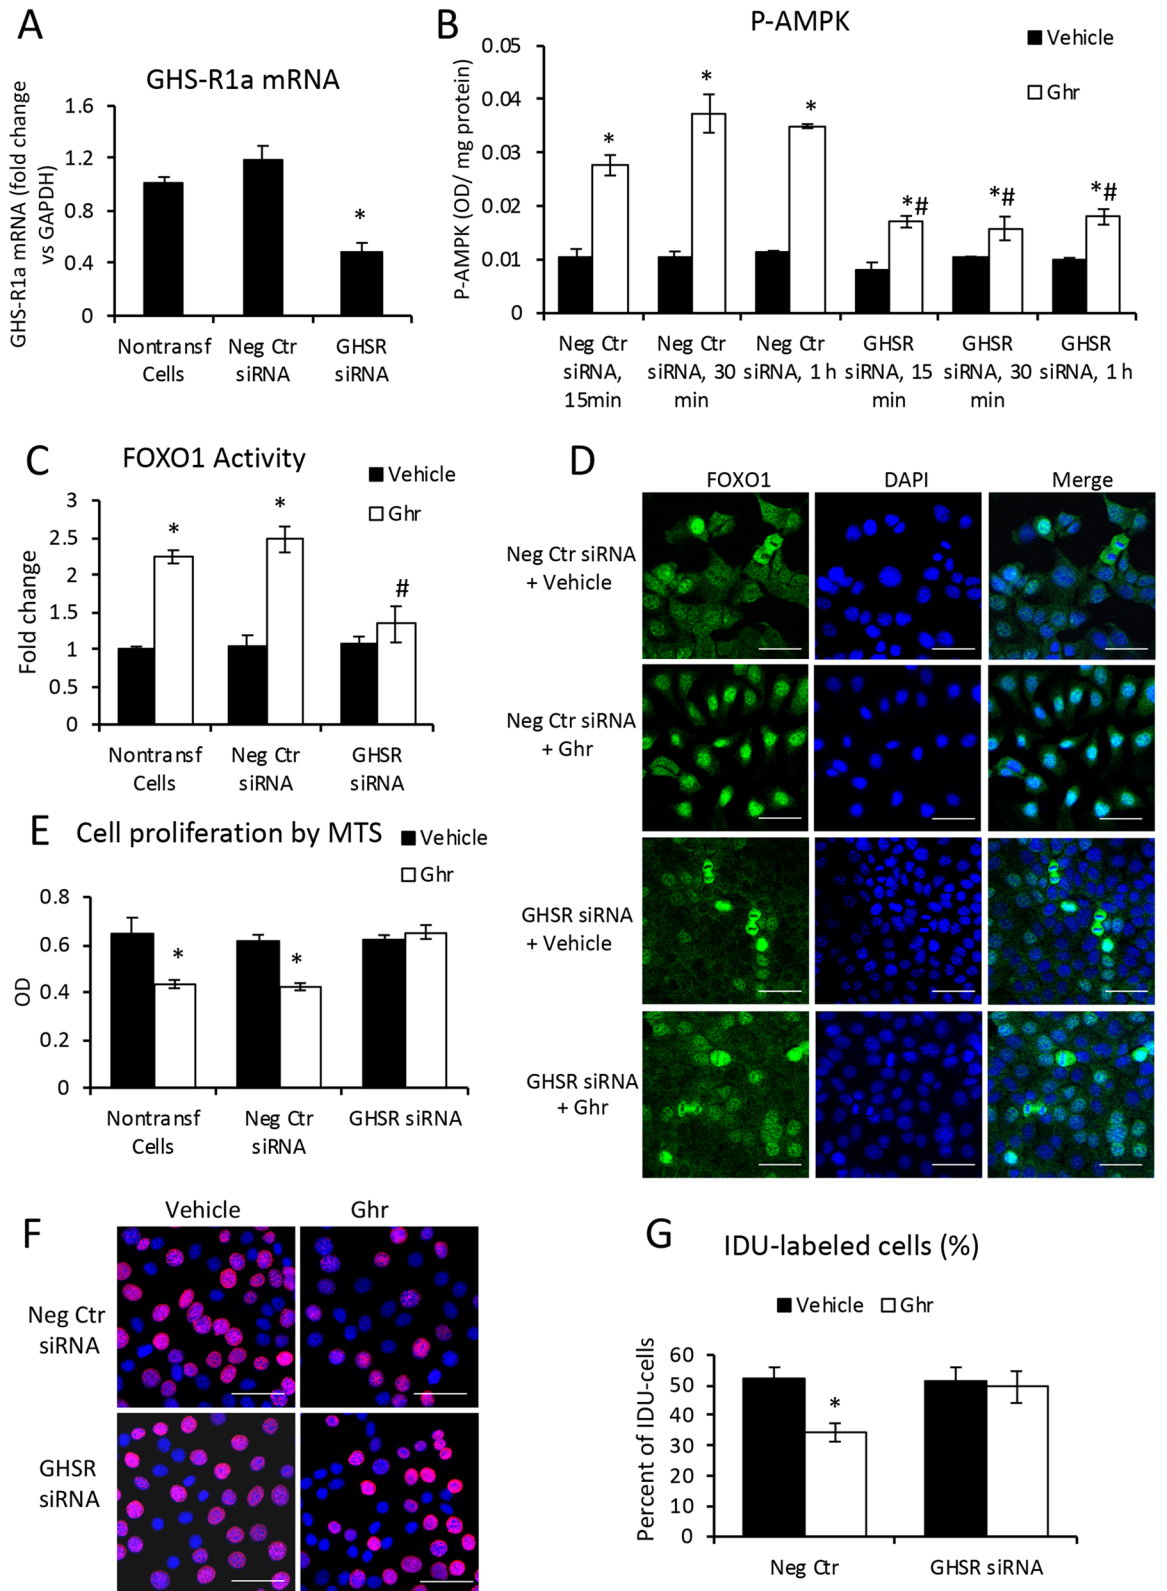 A
GHS-R1a mRNA
GHS-R1a mRNA (fold change
vs GAPDH)
1.6
1.2
0.8
0.4
0
*
Nontransf
Cells
Neg Ctr
siRNA
GHSR
siRNA
B
P-AMPK
Vehicle
Ghr
P-AMPK (OD/ mg protein)
0.05
0.04
0.03
0.02
0.01
0
*
*
*
*#
*#
*#
Neg Ctr
siRNA,
15min
Neg Ctr
siRNA, 30
min
Neg Ctr
siRNA, 1 h
GHSR
siRNA, 15
min
GHSR
siRNA, 30
min
GHSR
siRNA, 1 h
C
FOXO1 Activity
Vehicle
Ghr
Fold change
3
2.5
2
1.5
1
0.5
0
*
*
#
Nontransf
Cells
Neg Ctr
siRNA
GHSR
siRNA
D
FOXO1
DAPI
Merge
Neg Ctr siRNA
+ Vehicle
Neg Ctr siRNA
+ Ghr
GHSR siRNA
+ Vehicle
GHSR siRNA
+ Ghr
E
Cell proliferation by MTS
Vehicle
Ghr
OD
0.8
0.6
0.4
0.2
0
*
*
Nontransf
Cells
Neg Ctr
siRNA
GHSR siRNA
F
Vehicle
Ghr
Neg Ctr
siRNA
GHSR
siRNA
G
IDU-labeled cells (%)
Vehicle
Ghr
Percent of IDU-cells
60
50
40
30
20
10
0
*
Neg Ctr
GHSR siRNA